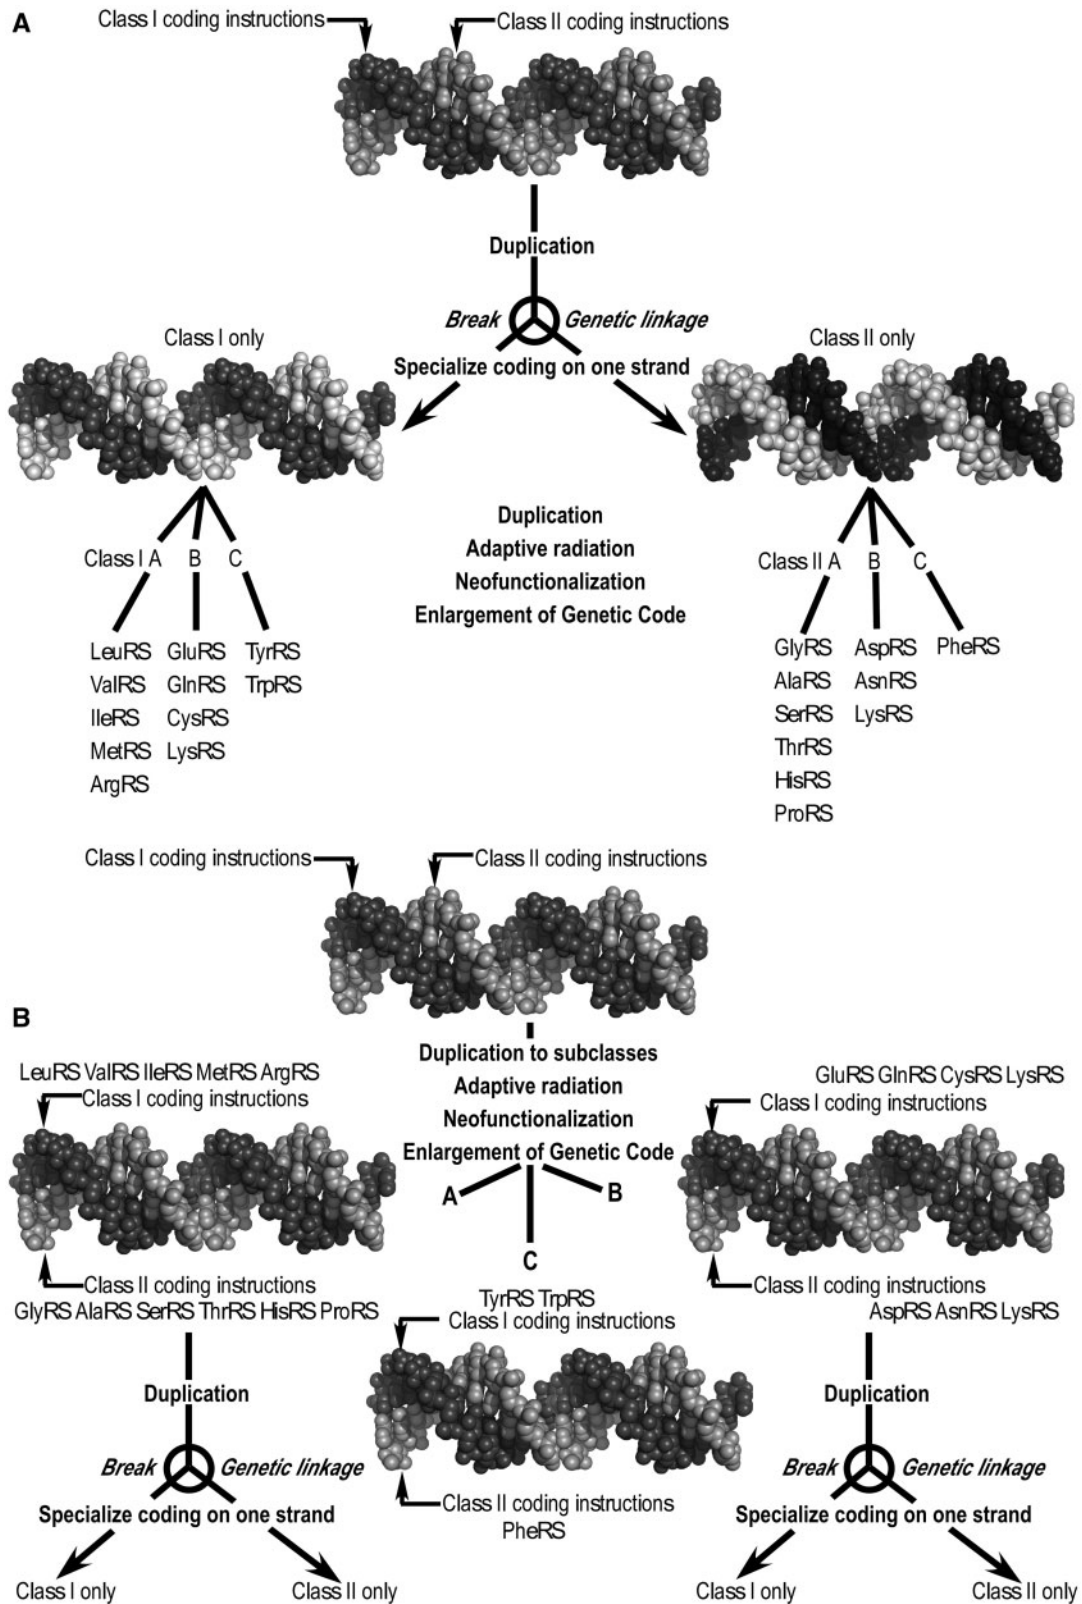 A
Class I coding instructions
Class II coding instructions
Duplication
Break Genetic linkage
Specialize coding on one strand
Class I only
Class II only
Duplication
Adaptive radiation
Neofunctionalization
Enlargement of Genetic Code
Class I A B C
LeuRS GluRS TyrRS
ValRS GlnRS TrpRS
IleRS CysRS
MetRS LysRS
ArgRS
Class II A B C
GlyRS AspRS PheRS
AlaRS AsnRS
SerRS LysRS
ThrRS
HisRS
ProRS
Class I coding instructions
Class II coding instructions
B
Duplication to subclasses
Adaptive radiation
Neofunctionalization
Enlargement of Genetic Code
A
B
C
LeuRS ValRS IleRS MetRS ArgRS
Class I coding instructions
Class II coding instructions
GlyRS AlaRS SerRS ThrRS HisRS ProRS
Duplication
Break Genetic linkage
Specialize coding on one strand
Class I only
Class II only
TyrRS TrpRS
Class I coding instructions
Class II coding instructions
PheRS
GluRS GlnRS CysRS LysRS
Class I coding instructions
Class II coding instructions
AspRS AsnRS LysRS
Duplication
Break Genetic linkage
Specialize coding on one strand
Class I only
Class II only